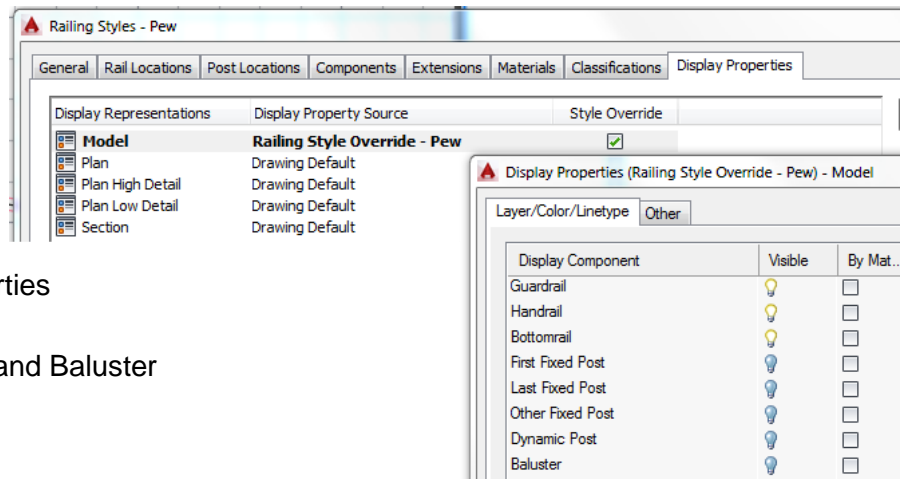 Railing Styles - Pew
General Rail Locations Post Locations Components Extensions Materials Classifications Display Properties
Display Representations Display Property Source Style Override
Model Railing Style Override - Pew
Plan Drawing Default
Plan High Detail Drawing Default
Plan Low Detail Drawing Default
Section Drawing Default
Display Properties (Railing Style Override - Pew) - Model
Layer/Color/Linetype Other
Display Component Visible By Mat...
Guardrail
Handrail
Bottomrail
First Fixed Post
Last Fixed Post
Other Fixed Post
Dynamic Post
Baluster
rties
and Baluster